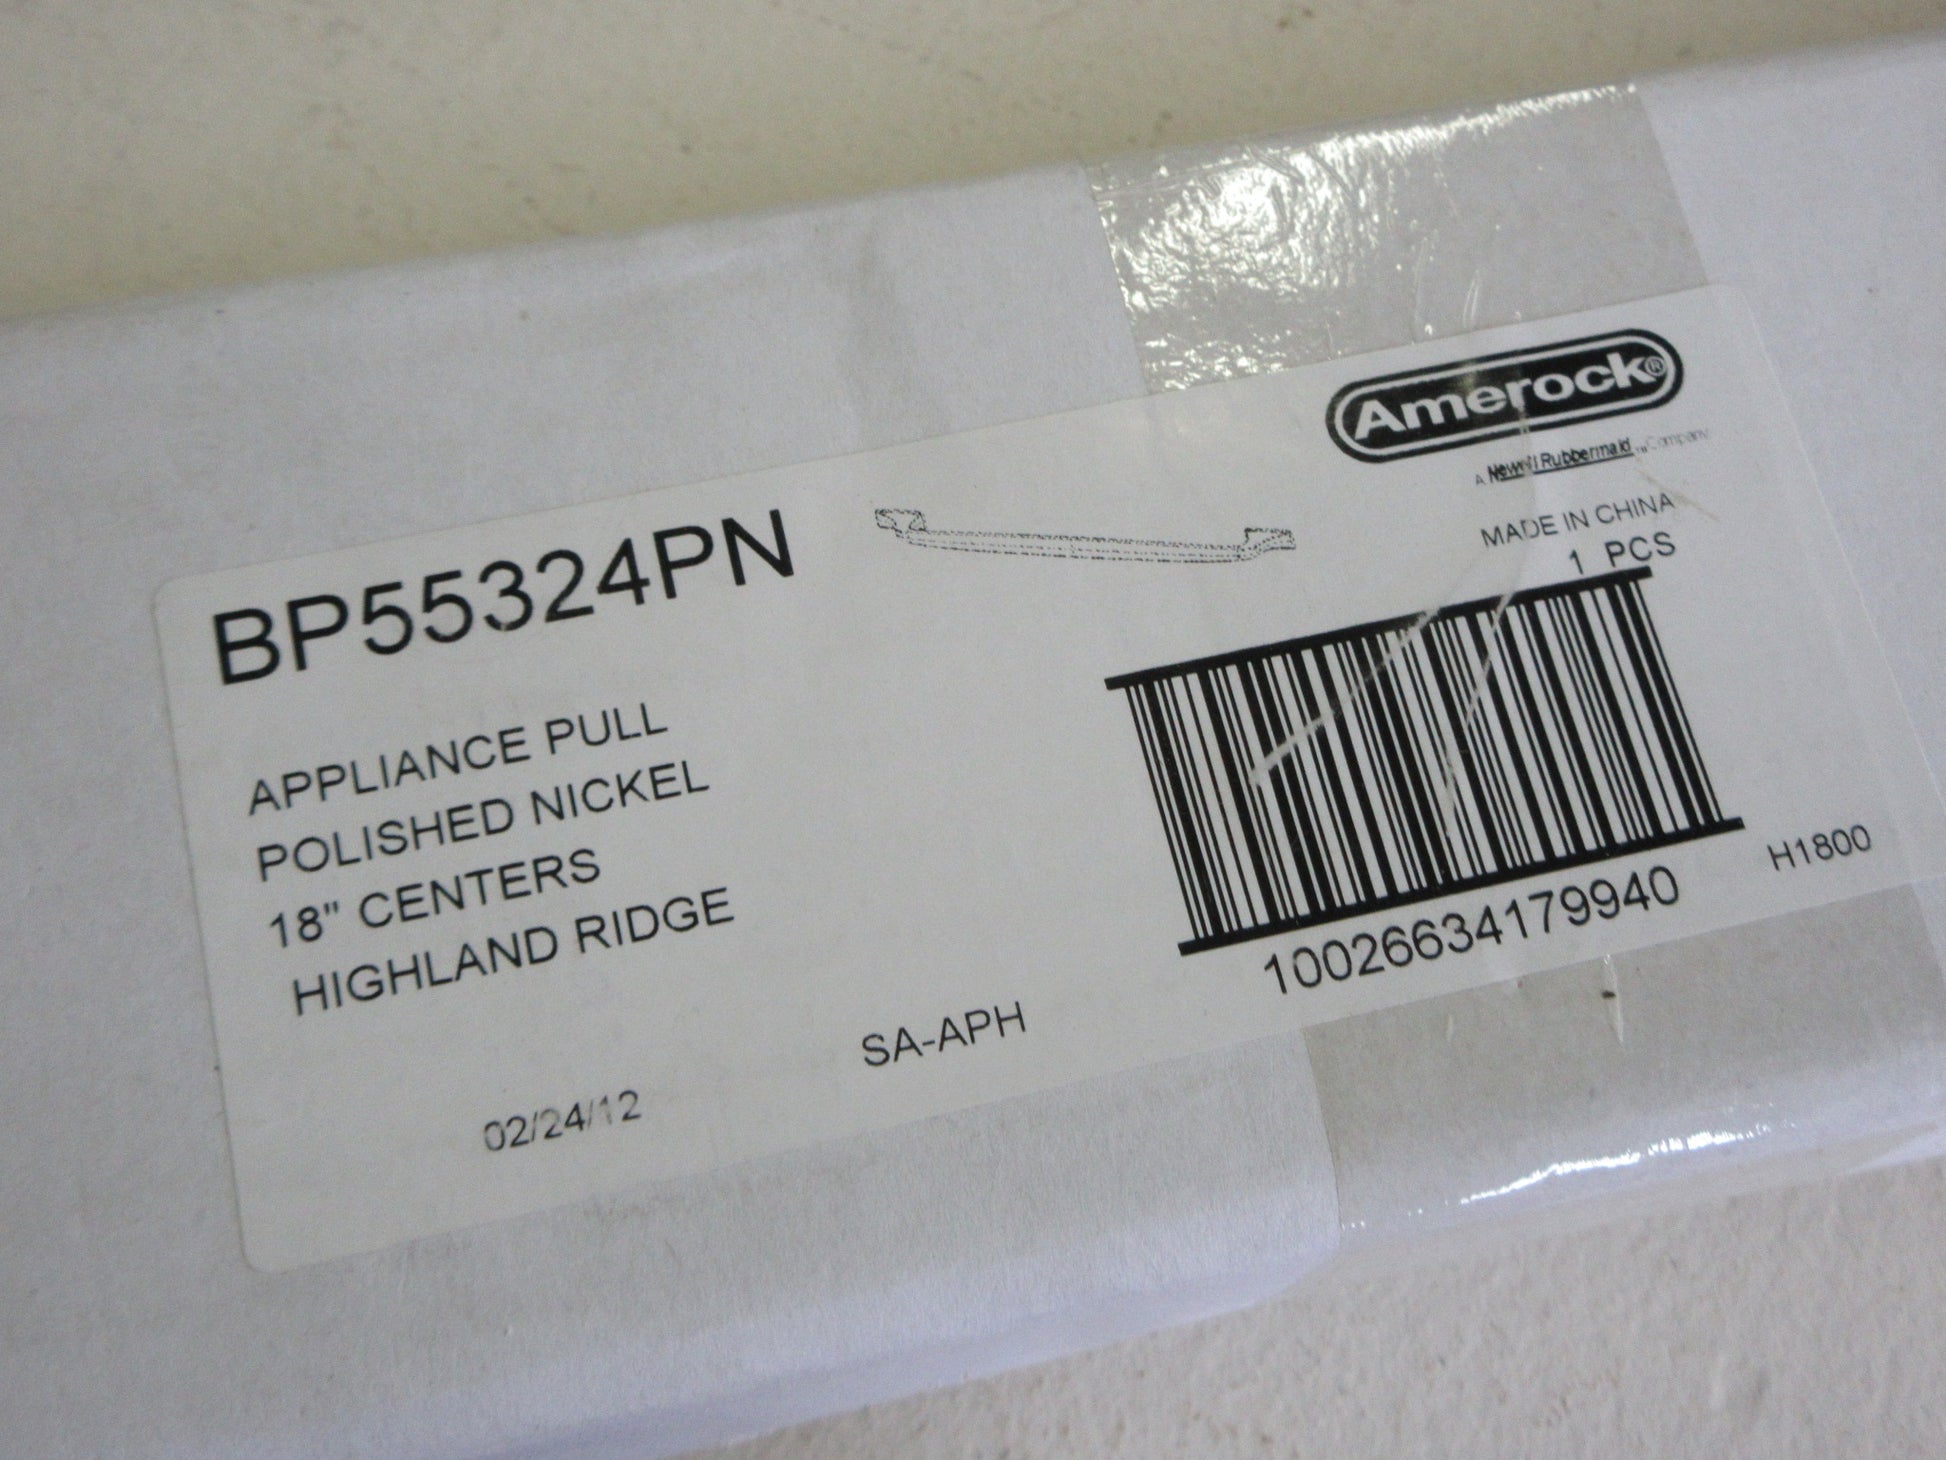 Amerock®
A Newell Rubbermaid™ Company
BP55324PN
MADE IN CHINA
1 PCS
APPLIANCE PULL
POLISHED NICKEL
18" CENTERS
HIGHLAND RIDGE
10026634179940
H1800
SA-APH
02/24/12